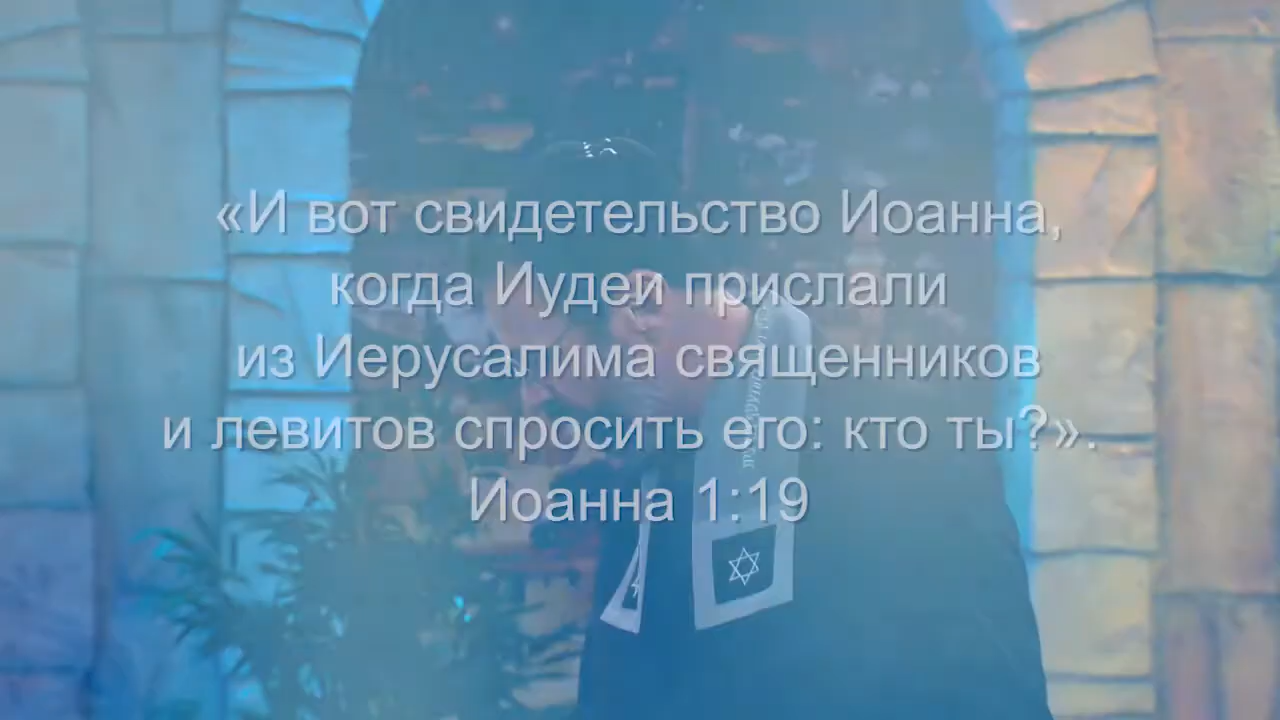 «И вот свидетельство Иоанна,
когда Иудеи прислали
из Иерусалима священников
и левитов спросить его: кто ты?».
Иоанна 1:19